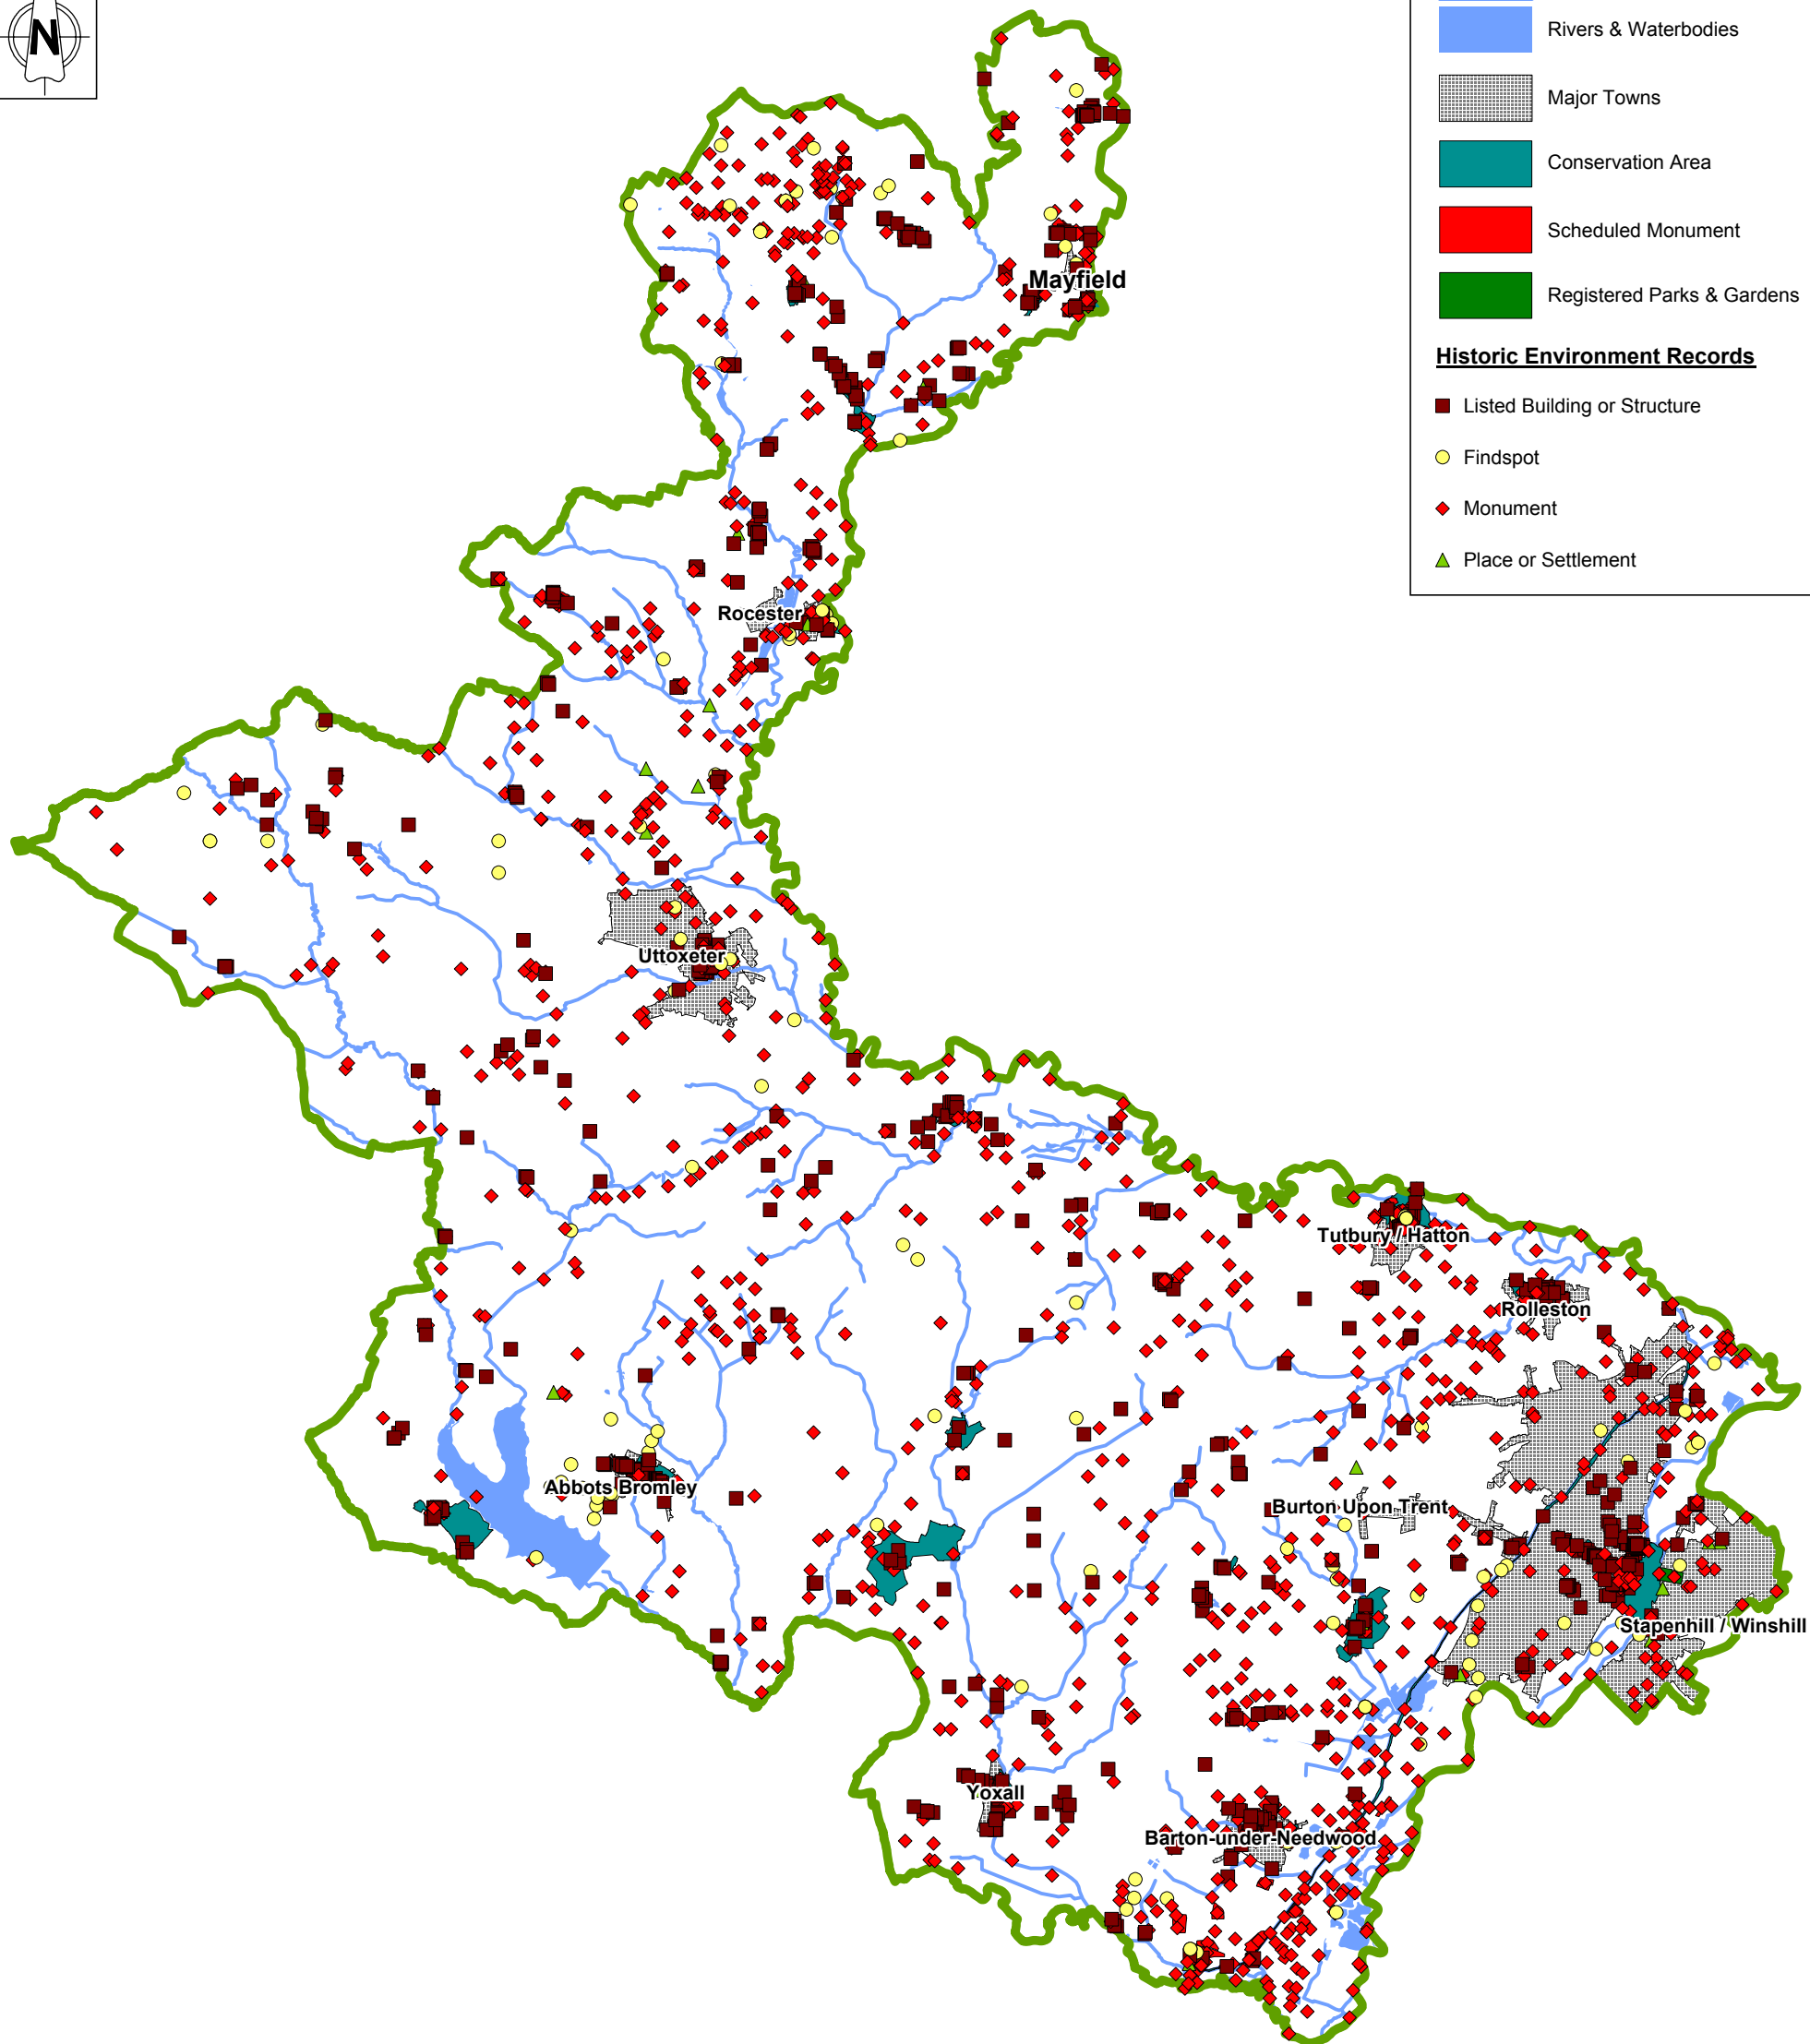 N
Rivers & Waterbodies
Major Towns
Conservation Area
Scheduled Monument
Registered Parks & Gardens
Historic Environment Records
Listed Building or Structure
Findspot
Monument
Place or Settlement
Mayfield
Rocester
Uttoxeter
Tutbury / Hatton
Rolleston
Abbots Bromley
Burton Upon Trent
Stapenhill / Winshill
Yoxall
Barton-under-Needwood